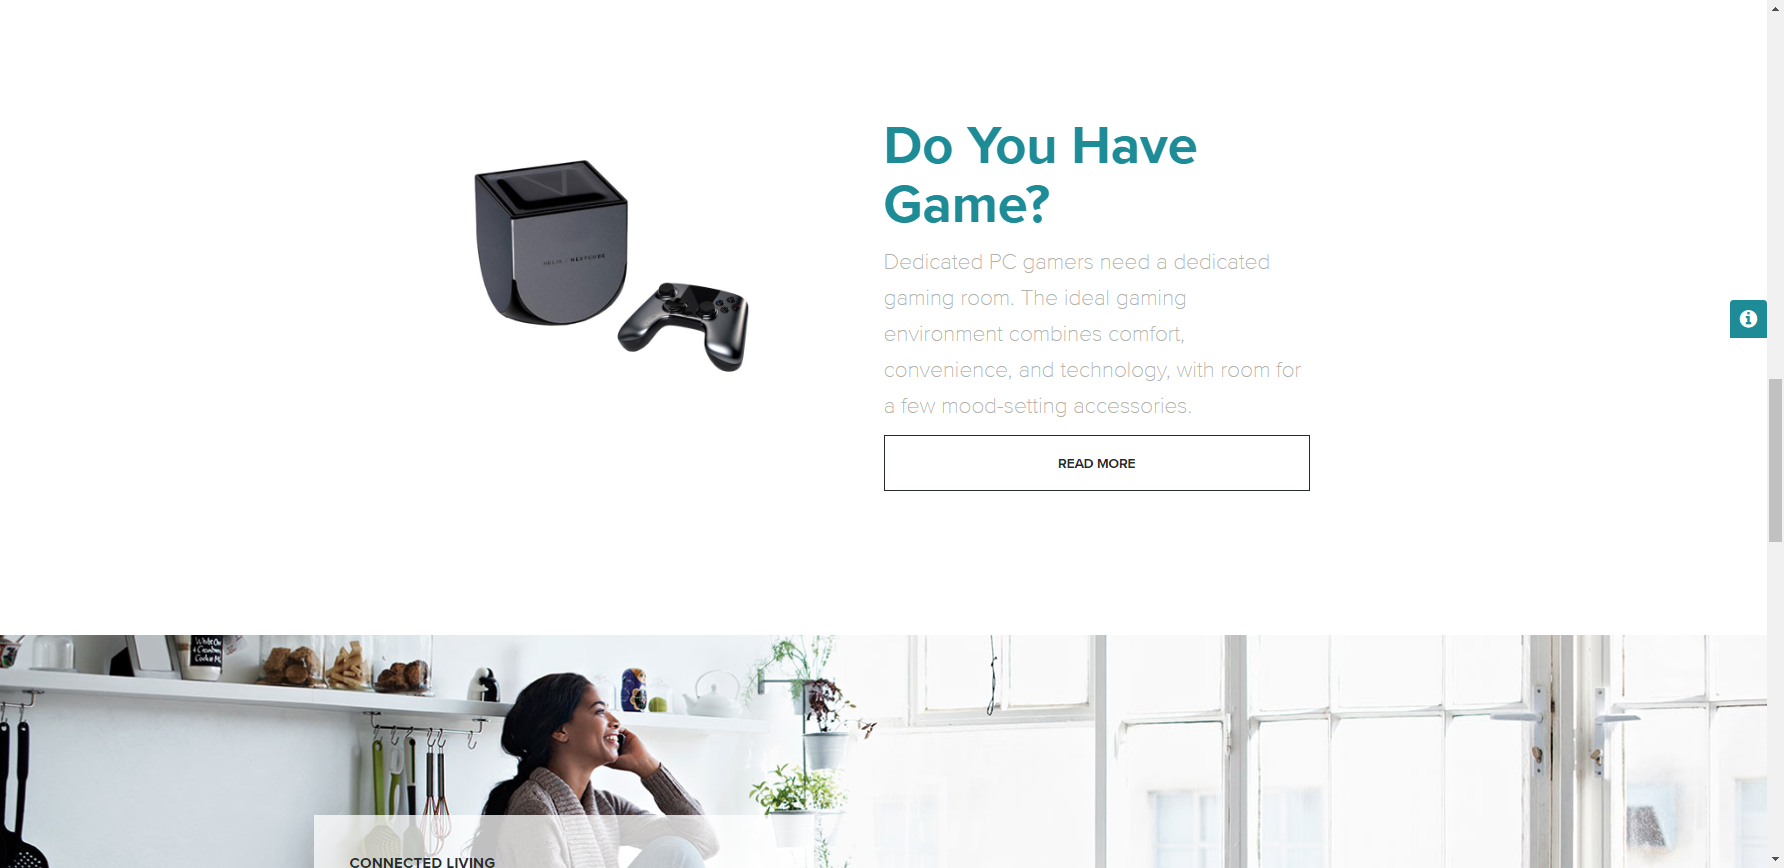 Do You Have
Game?
Dedicated PC gamers need a dedicated
gaming room. The ideal gaming
environment combines comfort,
convenience, and technology, with room for
a few mood-setting accessories.
READ MORE
CONNECTED LIVING